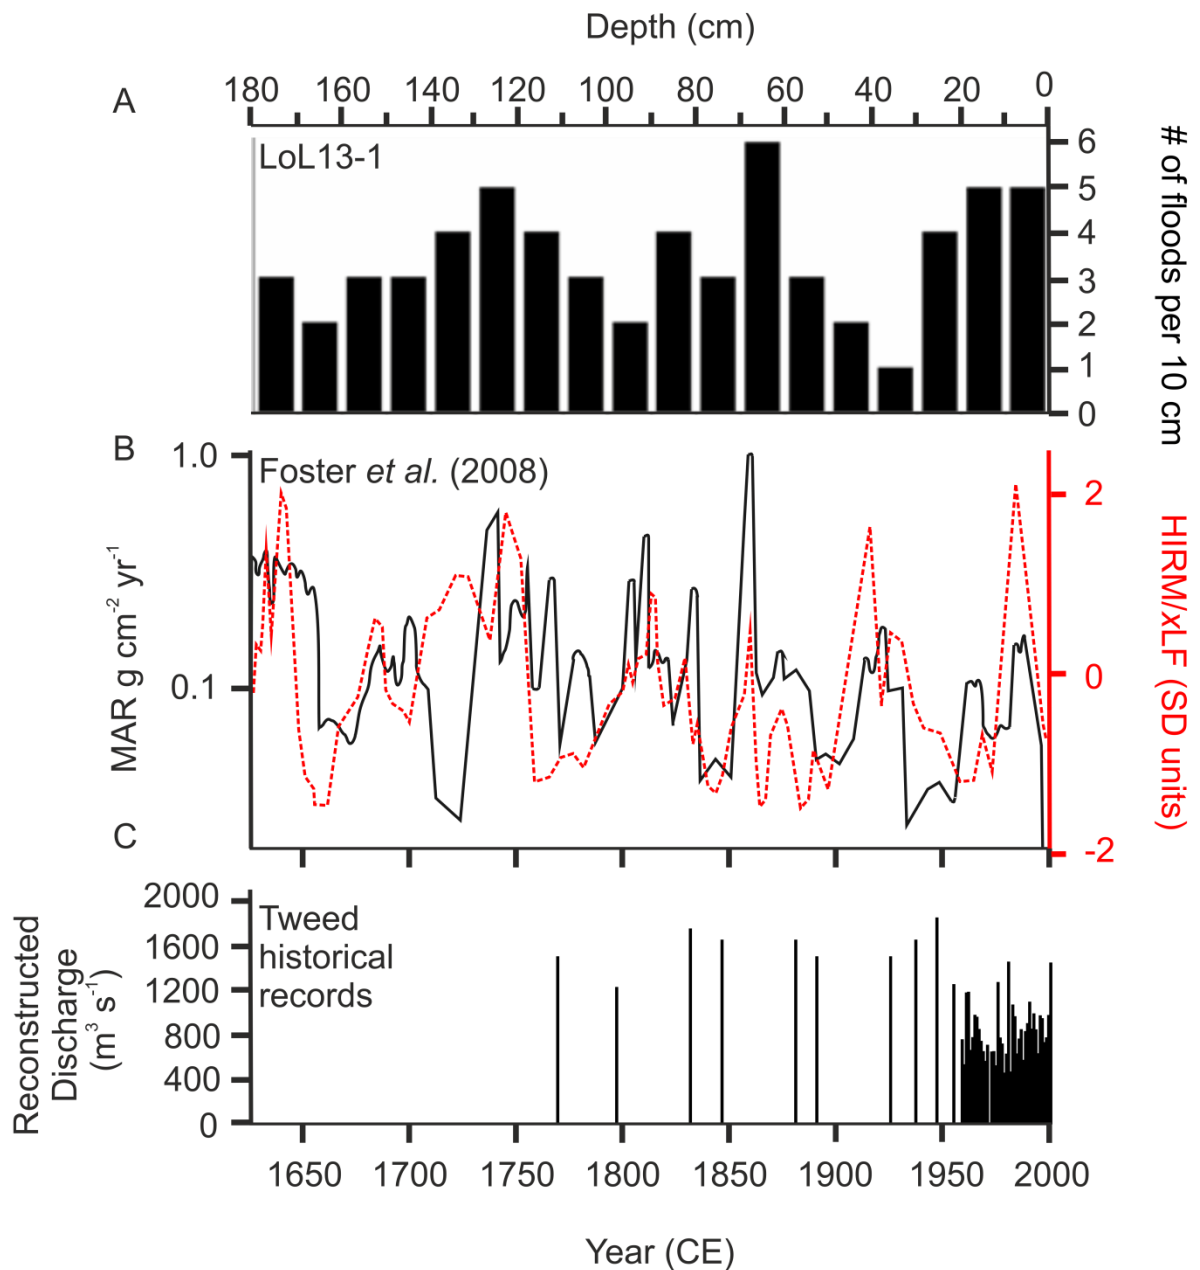 Depth (cm)
A
180 160 140 120 100 80 60 40 20 0
LoL13-1
6
5
4
3
2
1
0
# of floods per 10 cm
B
Foster et al. (2008)
1.0
0.1
MAR g cm⁻² yr⁻¹
2
0
-2
HIRM/xLF (SD units)
C
Tweed
historical
records
2000
1600
1200
800
400
0
Reconstructed
Discharge
(m³ s⁻¹)
1650 1700 1750 1800 1850 1900 1950 2000
Year (CE)